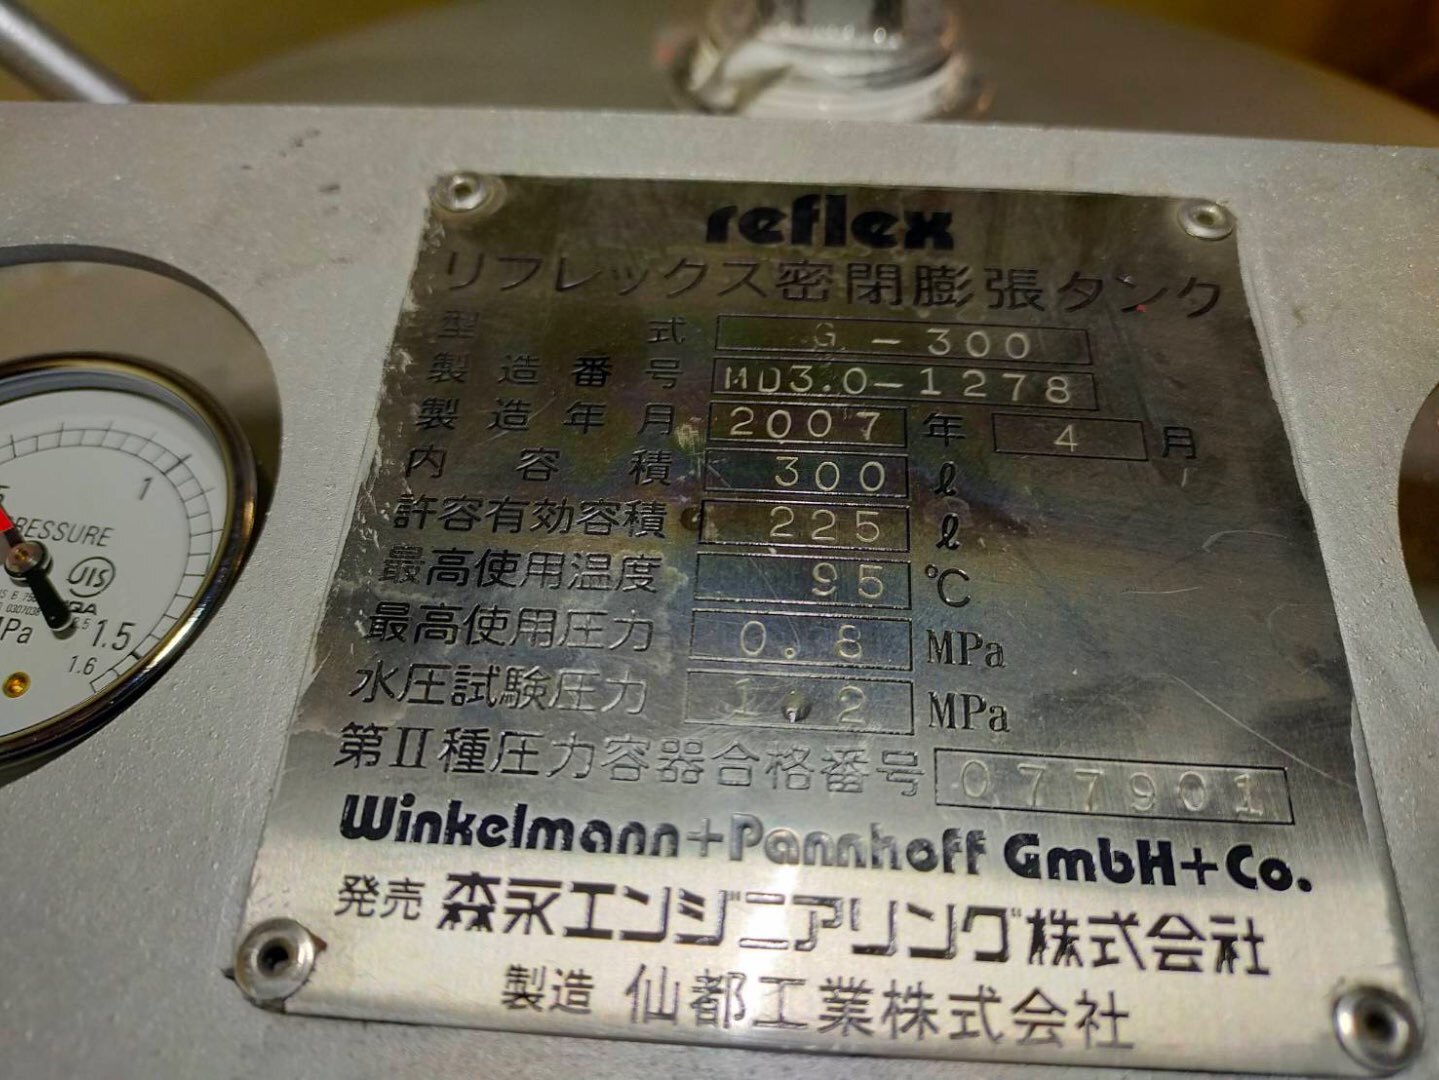 reflex
リフレックス密閉膨張タンク
型式 G-300
製造番号 MD3.0-1278
製造年月 2007年 4月
内容積 300 ℓ
許容有効容積 225 ℓ
最高使用温度 95 ℃
最高使用圧力 0.8 MPa
水圧試験圧力 1.2 MPa
第II種圧力容器合格番号 077901
Winkelmann+Pannhoff GmbH+Co.
発売 森永エンジニアリング株式会社
製造 仙都工業株式会社
1
RESSURE
JIS
MPa
1.5
1.6